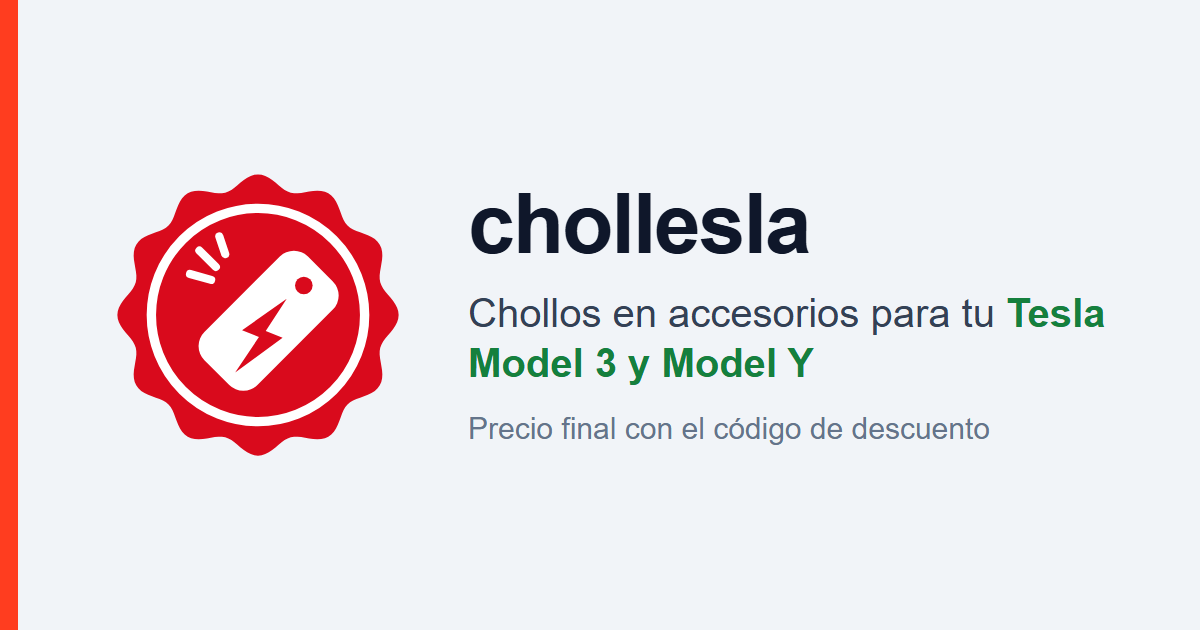 chollesla
Chollos en accesorios para tu Tesla
Model 3 y Model Y
Precio final con el código de descuento